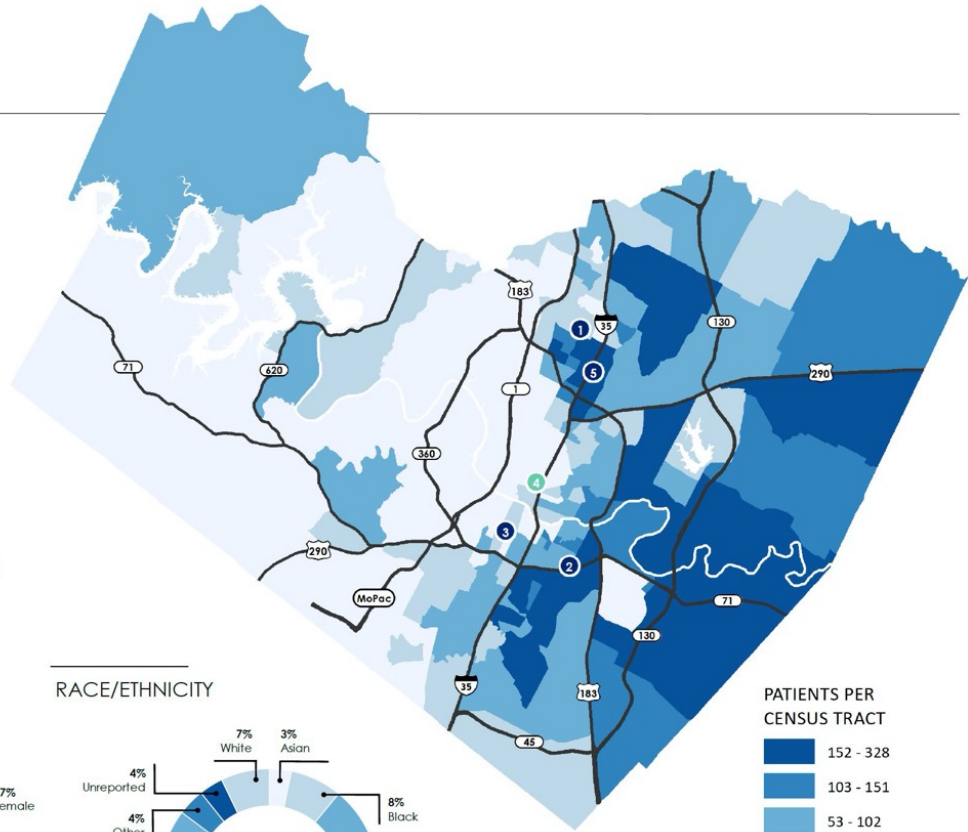 183
1
35
130
71
620
5
290
1
360
4
3
290
2
MoPac
71
130
35
183
45
RACE/ETHNICITY
7%
White
3%
Asian
4%
Unreported
8%
Black
4%
7%
PATIENTS PER
CENSUS TRACT
152 - 328
103 - 151
53 - 102